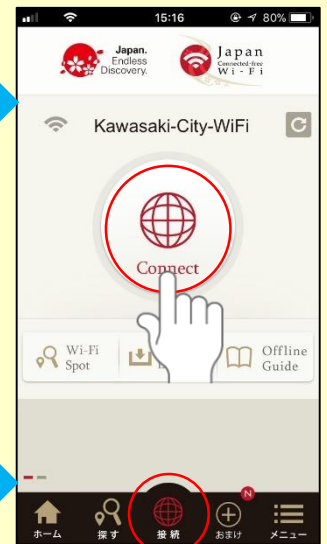 15:16
80%
Japan.
Endless
Discovery.
Japan
Connected-free
Wi-Fi
Kawasaki-City-WiFi
Connect
Wi-Fi
Spot
Offline
Guide
N
ホーム
探す
接続
おまけ
メニュー